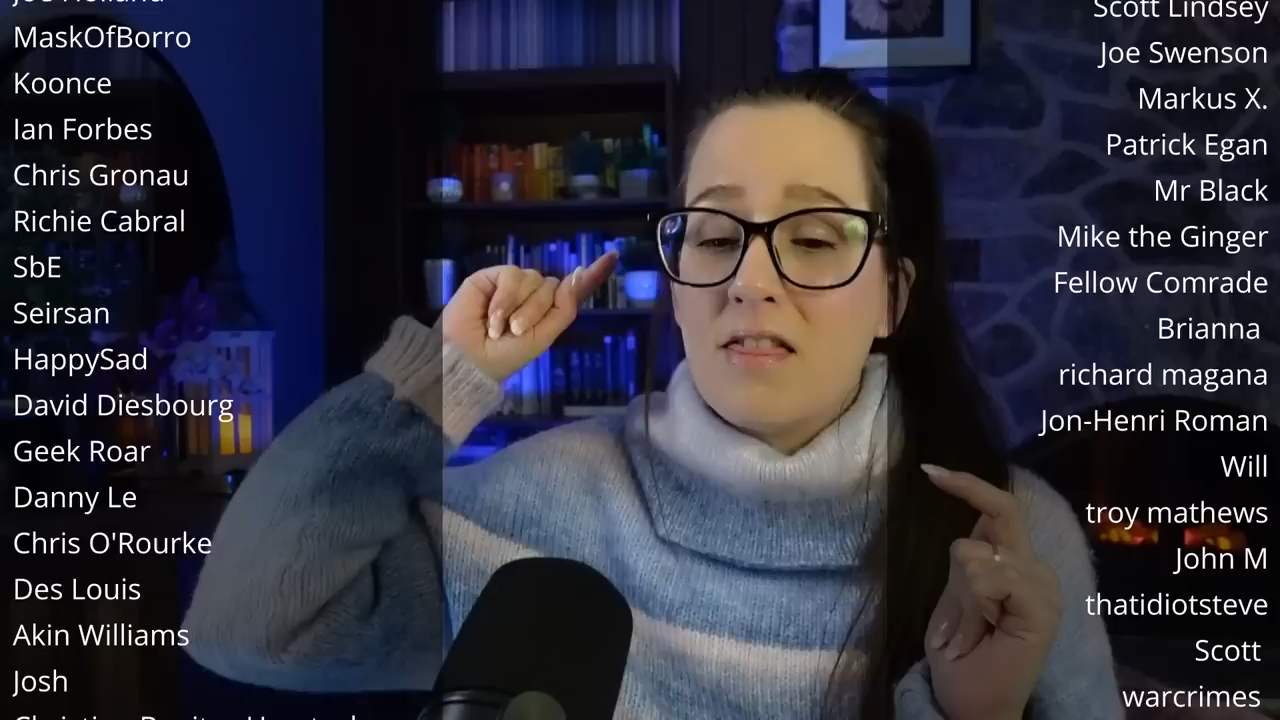 MaskOfBorro
Koonce
Ian Forbes
Chris Gronau
Richie Cabral
SbE
Seirsan
HappySad
David Diesbourg
Geek Roar
Danny Le
Chris O'Rourke
Des Louis
Akin Williams
Josh
Scott Lindsey
Joe Swenson
Markus X.
Patrick Egan
Mr Black
Mike the Ginger
Fellow Comrade
Brianna
richard magana
Jon-Henri Roman
Will
troy mathews
John M
thatidiotsteve
Scott
warcrimes